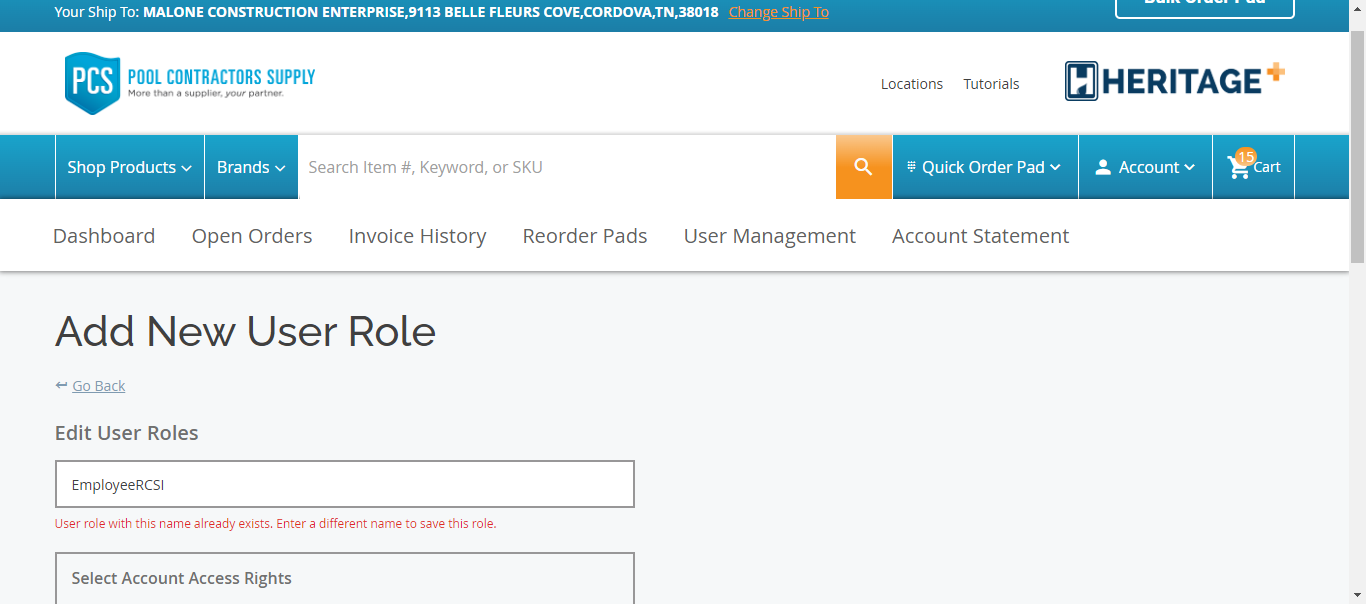 Your Ship To: MALONE CONSTRUCTION ENTERPRISE,9113 BELLE FLEURS COVE,CORDOVA,TN,38018 Change Ship To
Bulk Order Pad
PCS POOL CONTRACTORS SUPPLY
More than a supplier, your partner.
Locations Tutorials
HERITAGE+
Shop Products Brands Search Item #, Keyword, or SKU Quick Order Pad Account 15 Cart
Dashboard Open Orders Invoice History Reorder Pads User Management Account Statement
Add New User Role
Go Back
Edit User Roles
EmployeeRCSI
User role with this name already exists. Enter a different name to save this role.
Select Account Access Rights